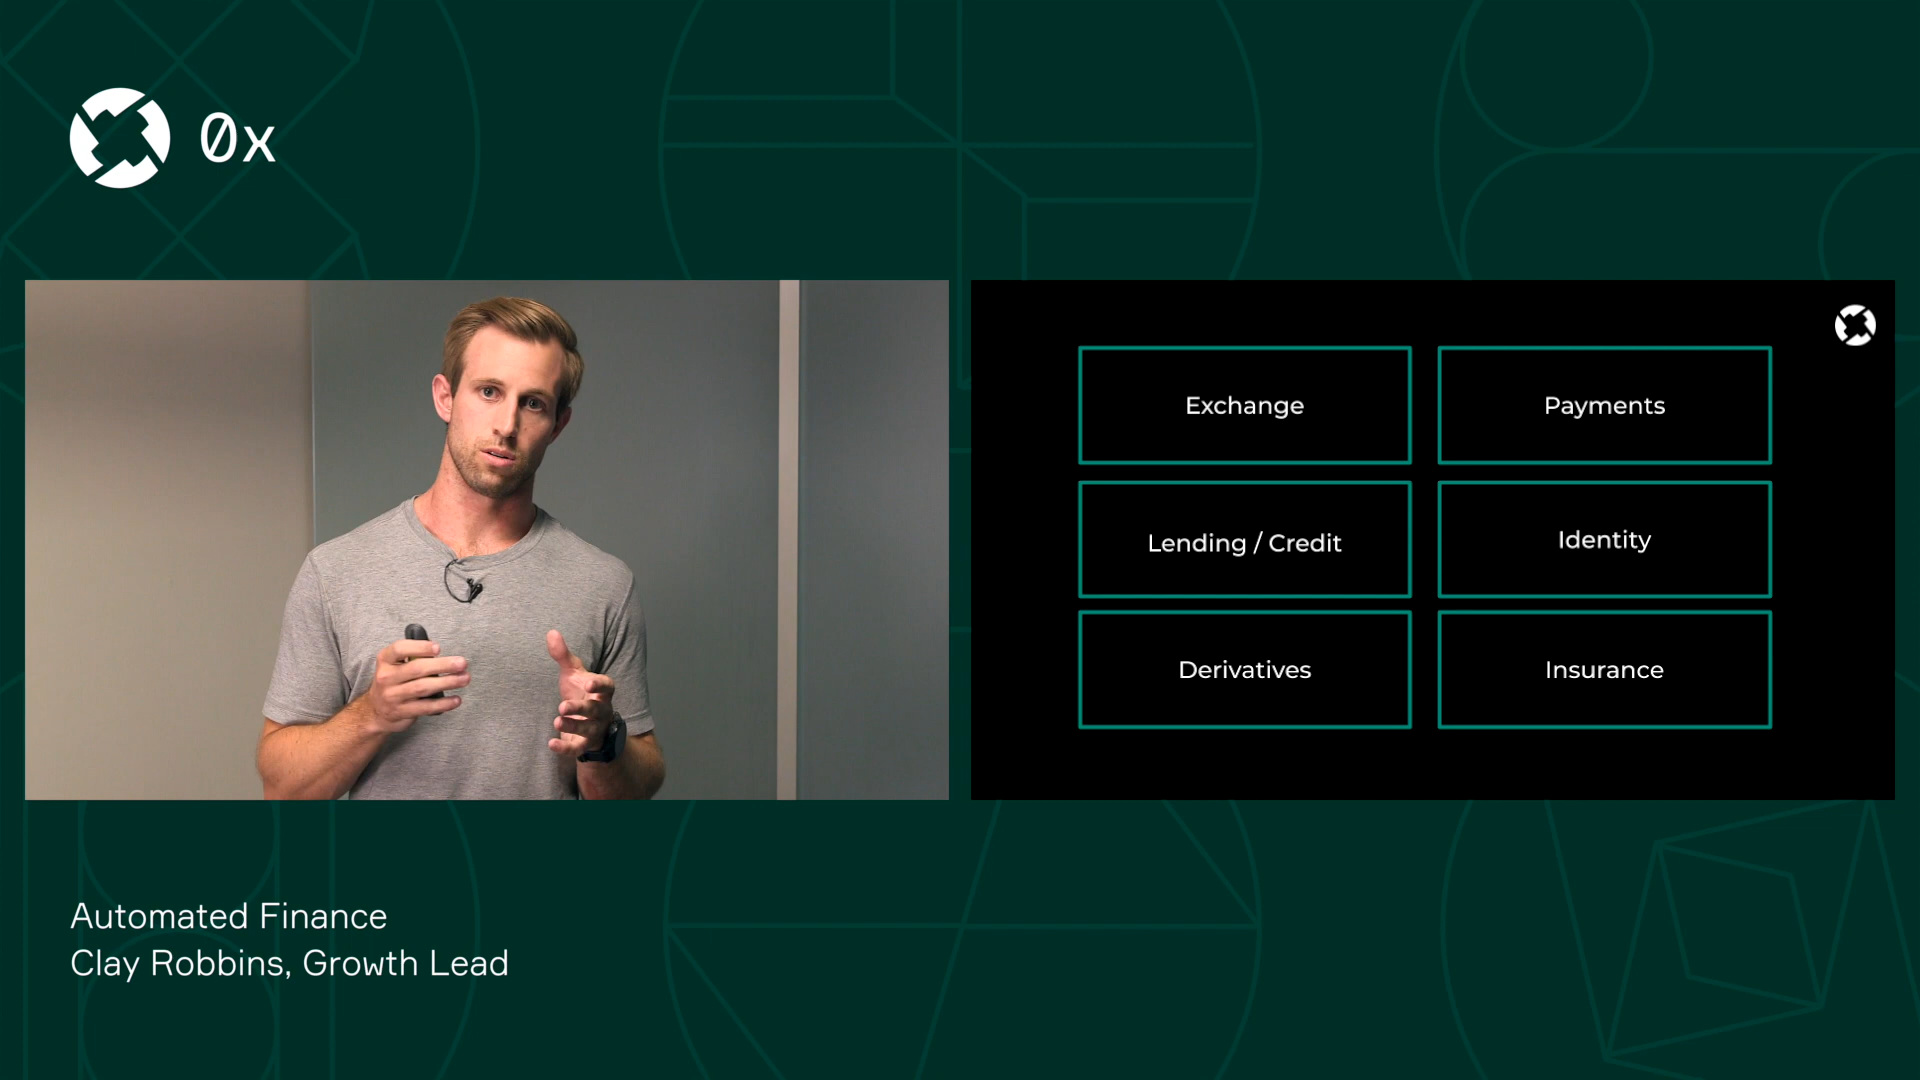 0x
Exchange
Payments
Lending / Credit
Identity
Derivatives
Insurance
Automated Finance
Clay Robbins, Growth Lead